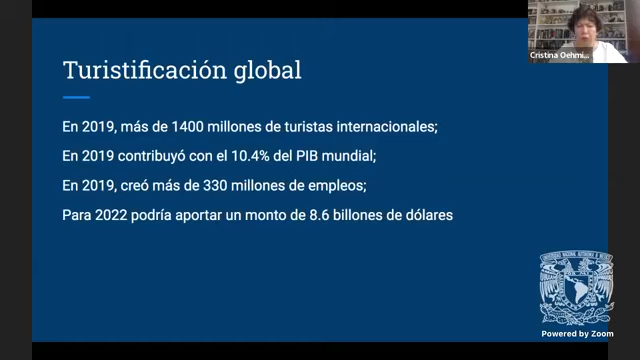 Cristina Oehmi...
Turistificación global
En 2019, más de 1400 millones de turistas internacionales;
En 2019 contribuyó con el 10.4% del PIB mundial;
En 2019, creó más de 330 millones de empleos;
Para 2022 podría aportar un monto de 8.6 billones de dólares
Powered by Zoom